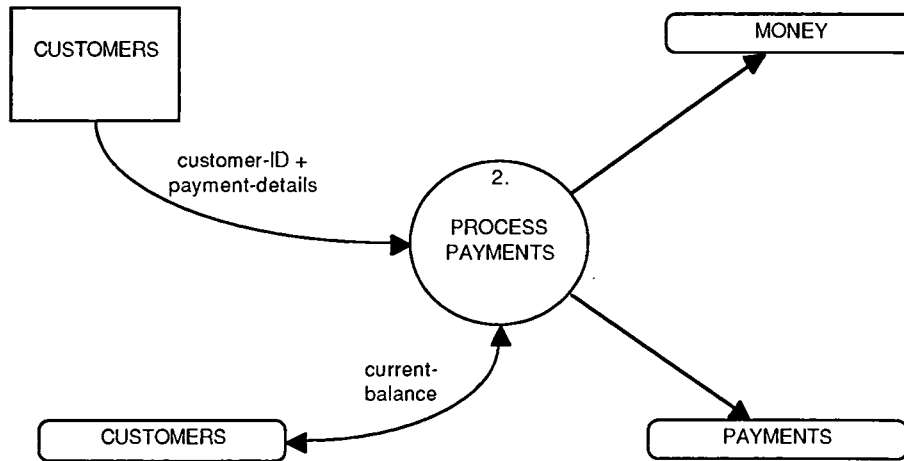 CUSTOMERS
MONEY
customer-ID +
payment-details
2.
PROCESS
PAYMENTS
current-
balance
CUSTOMERS
PAYMENTS